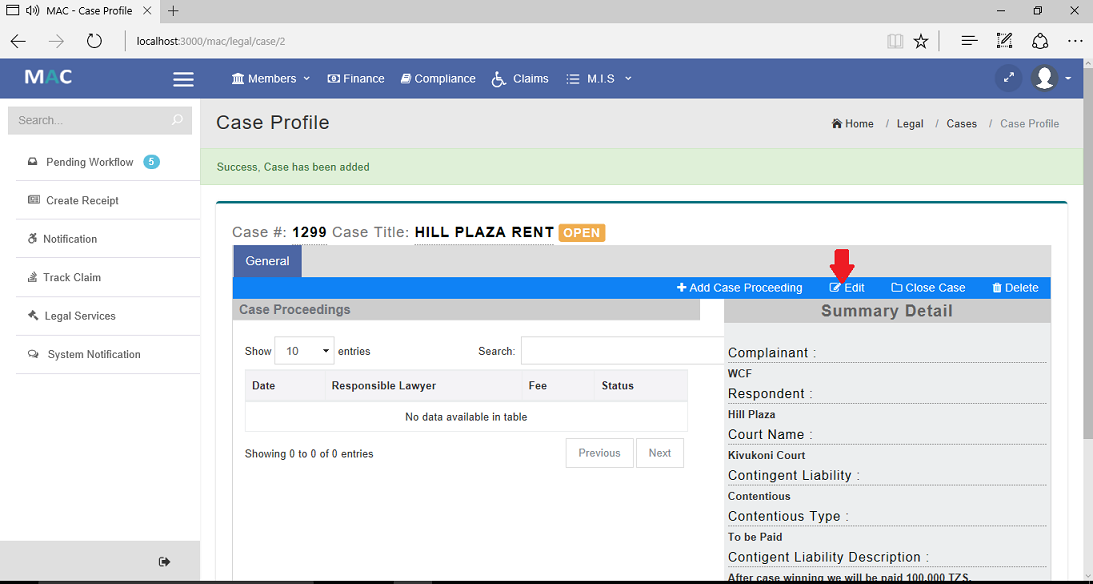 MAC - Case Profile
localhost:3000/mac/legal/case/2
MAC
Members
Finance
Compliance
Claims
M.I.S
Search...
Case Profile
Home / Legal / Cases / Case Profile
Pending Workflow 5
Success, Case has been added
Create Receipt
Notification
Track Claim
Legal Services
System Notification
Case #: 1299 Case Title: HILL PLAZA RENT OPEN
General
Add Case Proceeding
Edit
Close Case
Delete
Case Proceedings
Show 10 entries
Search:
Date Responsible Lawyer Fee Status
No data available in table
Showing 0 to 0 of 0 entries
Previous Next
Summary Detail
Complainant :
WCF
Respondent :
Hill Plaza
Court Name :
Kivukoni Court
Contingent Liability :
Contentious
Contentious Type :
To be Paid
Contigent Liability Description :
After case winning we will be paid 100,000 TZS.